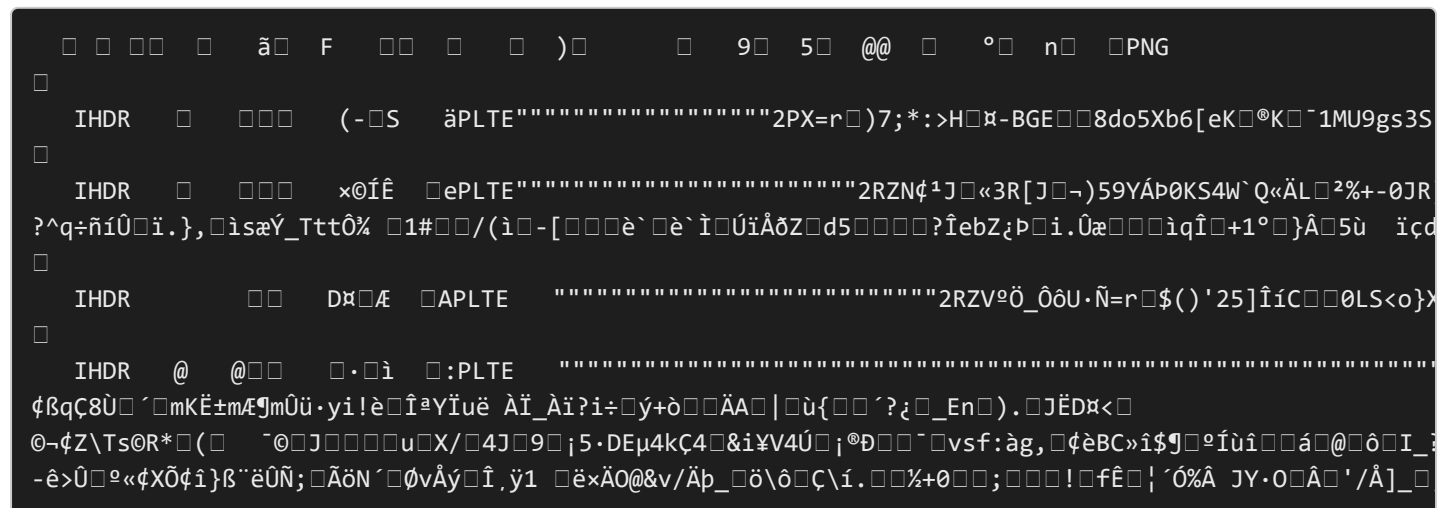 □ □ □□ □ ã□ F □□ □ □ )□ □ 9□ 5□ @@ □ °□ n□ □PNG
□
IHDR □ □□□ (-□S äPLTE""""""""""""""""""2PX=r□)7;*:>H□¤-BGE□□8do5Xb6[eK□®K□¯1MU9gs3S
□
IHDR □ □□□ ×©ÍÊ □ePLTE""""""""""""""""""""""""2RZN¢¹J□«3R[J□¬)59YÁÞ0KS4W`Q«ÄL□²%+-0JR
?^q÷ñíÛ□ï.},□ìsæÝ_TttÔ¾ □1#□□/(ì□-[□□□è`□è`Ì□ÚïÅðZ□d5□□□□?ÎebZ¿Þ□i.Ûæ□□□ìqÎ□+1°□}Â□5ù ïçd
□
IHDR □□ D¤□Æ □APLTE """""""""""""""""""""""""""2RZVºÖ_ÔôU·Ñ=r□$()'25]ÎíC□□0LS<o}X
□
IHDR @ @□□ □·□ì □:PLTE """"""""""""""""""""""""""""""""""""""""""""""""""""""""""""""
¢ßqÇ8Ù□´□mKË±mÆ¶mÛü·yi!è□ÎªYÏuë ÀÏ_Àï?i÷□ý+ò□□ÄA□|□ù{□□´?¿□_En□).□JËD¤<□
©¬¢Z\Ts©R*□(□ ¯©□J□□□□u□X/□4J□9□¡5·DEµ4kÇ4□&i¥V4Ú□¡®Ð□□¯□vsf:àg,□¢èBC»î$¶□ºÍùî□□á□@□ô□I_?
-ê>Û□º«¢XÕ¢î}ß¨ëÛÑ;□ÃöN´□ØvÅý□Î¸ÿ1 □ë×ÄO@&v/Äþ_□ö\ô□Ç\í.□□½+0□□;□□□!□fÊ□¦´Ó%Â JY·O□Â□'/Å]_□